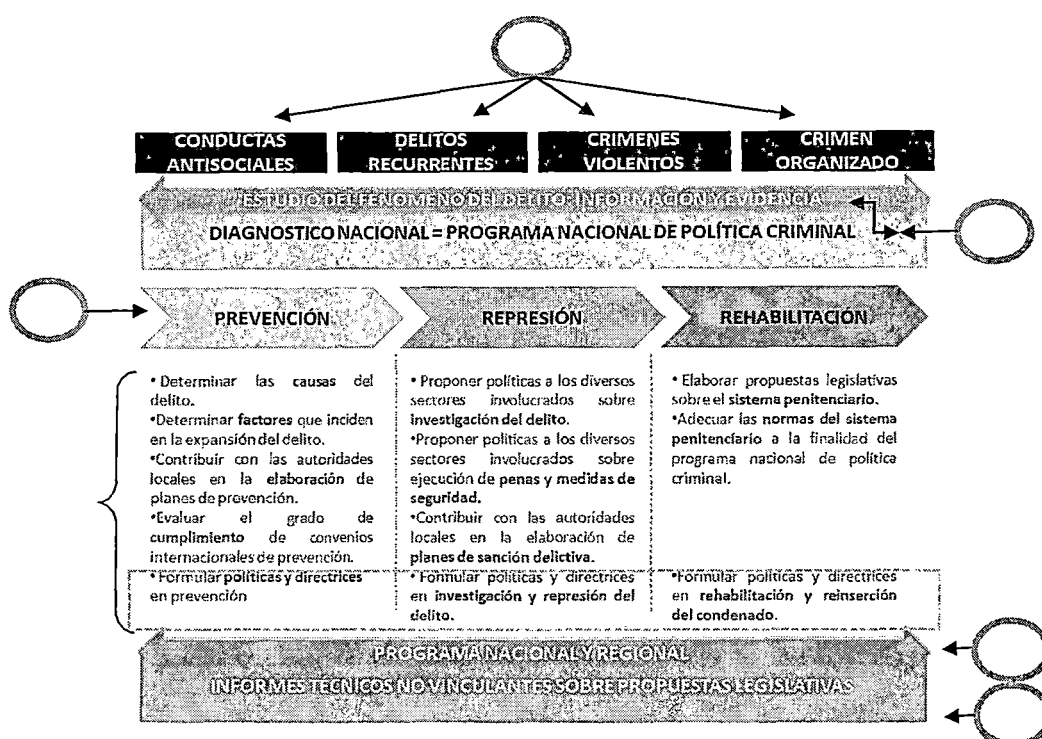 CONDUCTAS
ANTISOCIALES
DELITOS
RECURRENTES
CRIMENES
VIOLENTOS
CRIMEN
ORGANIZADO
ESTUDIO DEL FENOMENO DEL DELITO: INFORMACIÓN Y EVIDENCIA
DIAGNOSTICO NACIONAL = PROGRAMA NACIONAL DE POLÍTICA CRIMINAL
PREVENCIÓN
REPRESIÓN
REHABILITACIÓN
• Determinar las causas del
delito.
•Determinar factores que inciden
en la expansión del delito.
•Contribuir con las autoridades
locales en la elaboración de
planes de prevención.
•Evaluar el grado de
cumplimiento de convenios
internacionales de prevención.
•Formular políticas y directrices
en prevención
• Proponer políticas a los diversos
sectores involucrados sobre
investigación del delito.
•Proponer políticas a los diversos
sectores involucrados sobre
ejecución de penas y medidas de
seguridad.
•Contribuir con las autoridades
locales en la elaboración de
planes de sanción delictiva.
• Formular políticas y directrices
en investigación y represión del
delito.
• Elaborar propuestas legislativas
sobre el sistema penitenciario.
•Adecuar las normas del sistema
penitenciario a la finalidad del
programa nacional de política
criminal.
•Formular políticas y directrices
en rehabilitación y reinserción
del condenado.
PROGRAMA NACIONAL Y REGIONAL
INFORMES TECNICOS NO VINCULANTES SOBRE PROPUESTAS LEGISLATIVAS